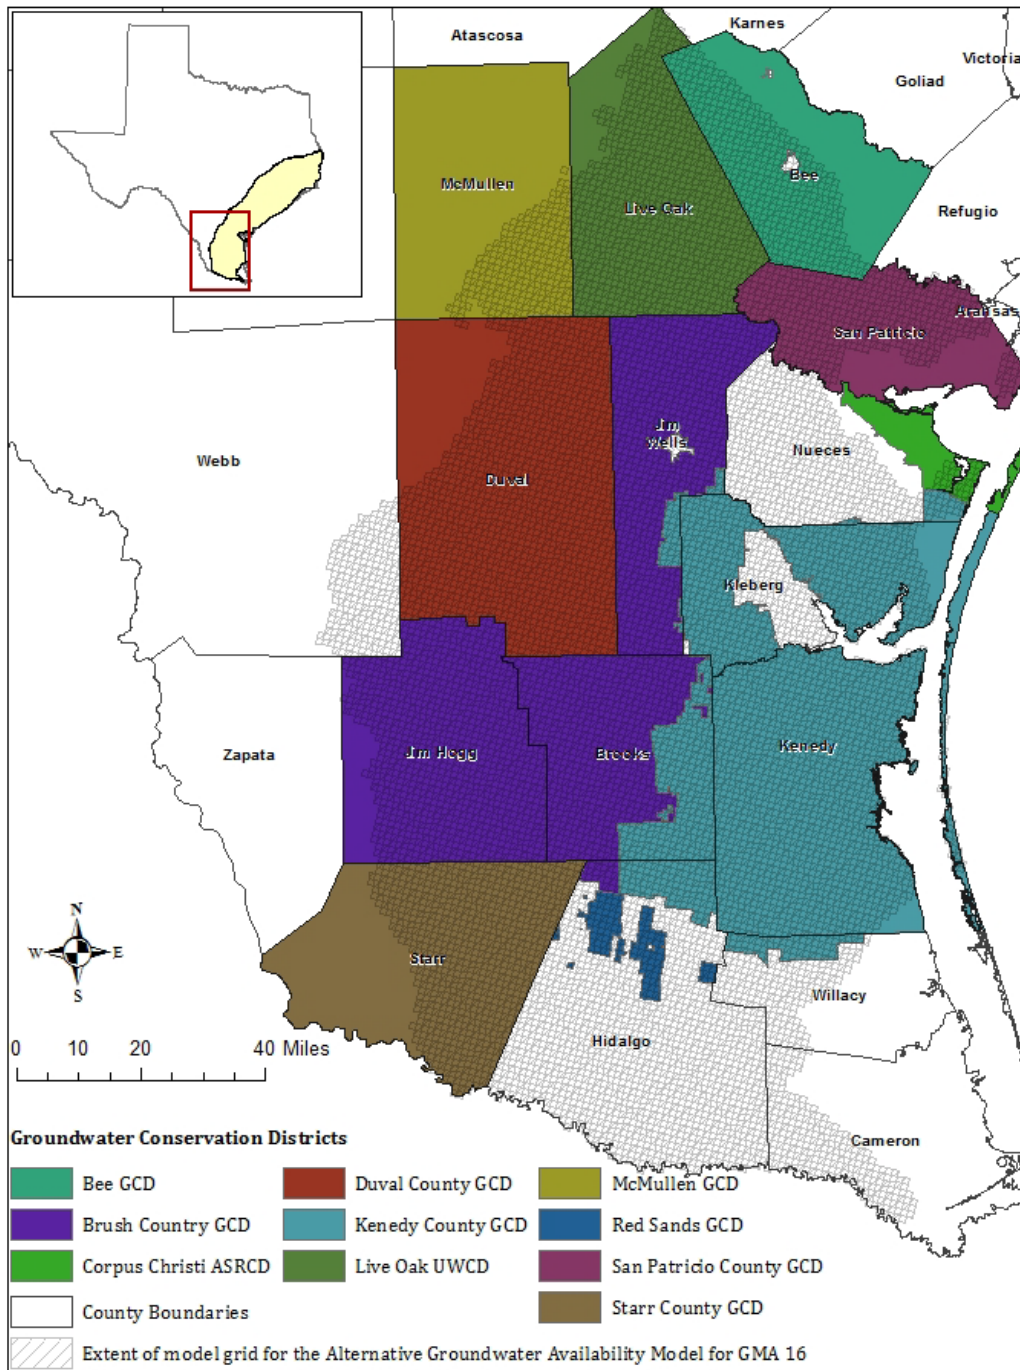 Karnes
Atascosa
Victoria
Goliad
McMullen
Bee
Live Oak
Refugio
Aransas
San Patricio
Jim
Wells
Nueces
Webb
Duval
Kleberg
Zapata
Jim Hogg
Brooks
Kenedy
N
W E
S
Starr
Willacy
Hidalgo
0 10 20 40 Miles
Cameron
Groundwater Conservation Districts
Bee GCD
Duval County GCD
McMullen GCD
Brush Country GCD
Kenedy County GCD
Red Sands GCD
Corpus Christi ASRCD
Live Oak UWCD
San Patricio County GCD
County Boundaries
Starr County GCD
Extent of model grid for the Alternative Groundwater Availability Model for GMA 16